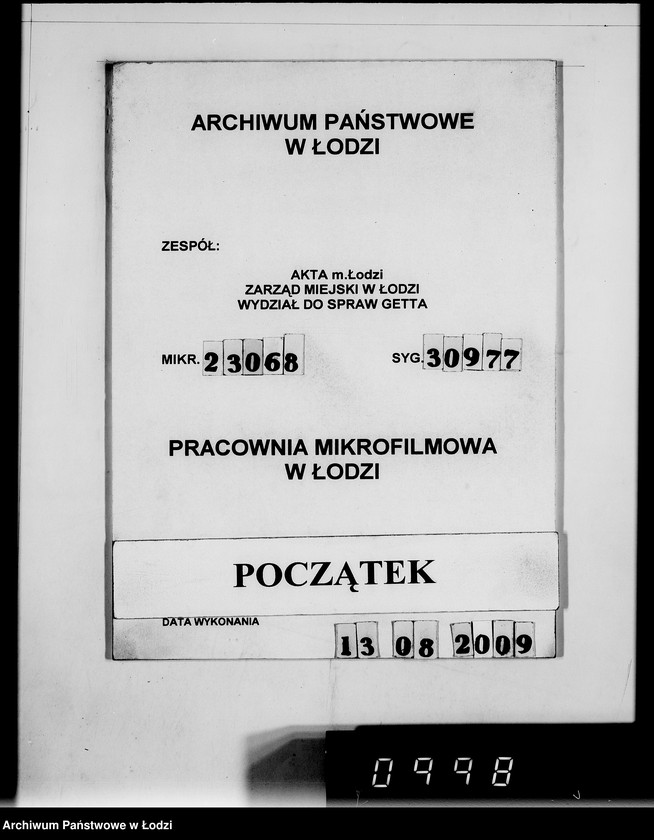 ARCHIWUM PAŃSTWOWE
W ŁODZI
ZESPÓŁ:
AKTA m.Łodzi
ZARZĄD MIEJSKI W ŁODZI
WYDZIAŁ DO SPRAW GETTA
MIKR. 23068 SYG. 30977
PRACOWNIA MIKROFILMOWA
W ŁODZI
POCZĄTEK
DATA WYKONANIA
13 08 2009
0998
Archiwum Państwowe w Łodzi